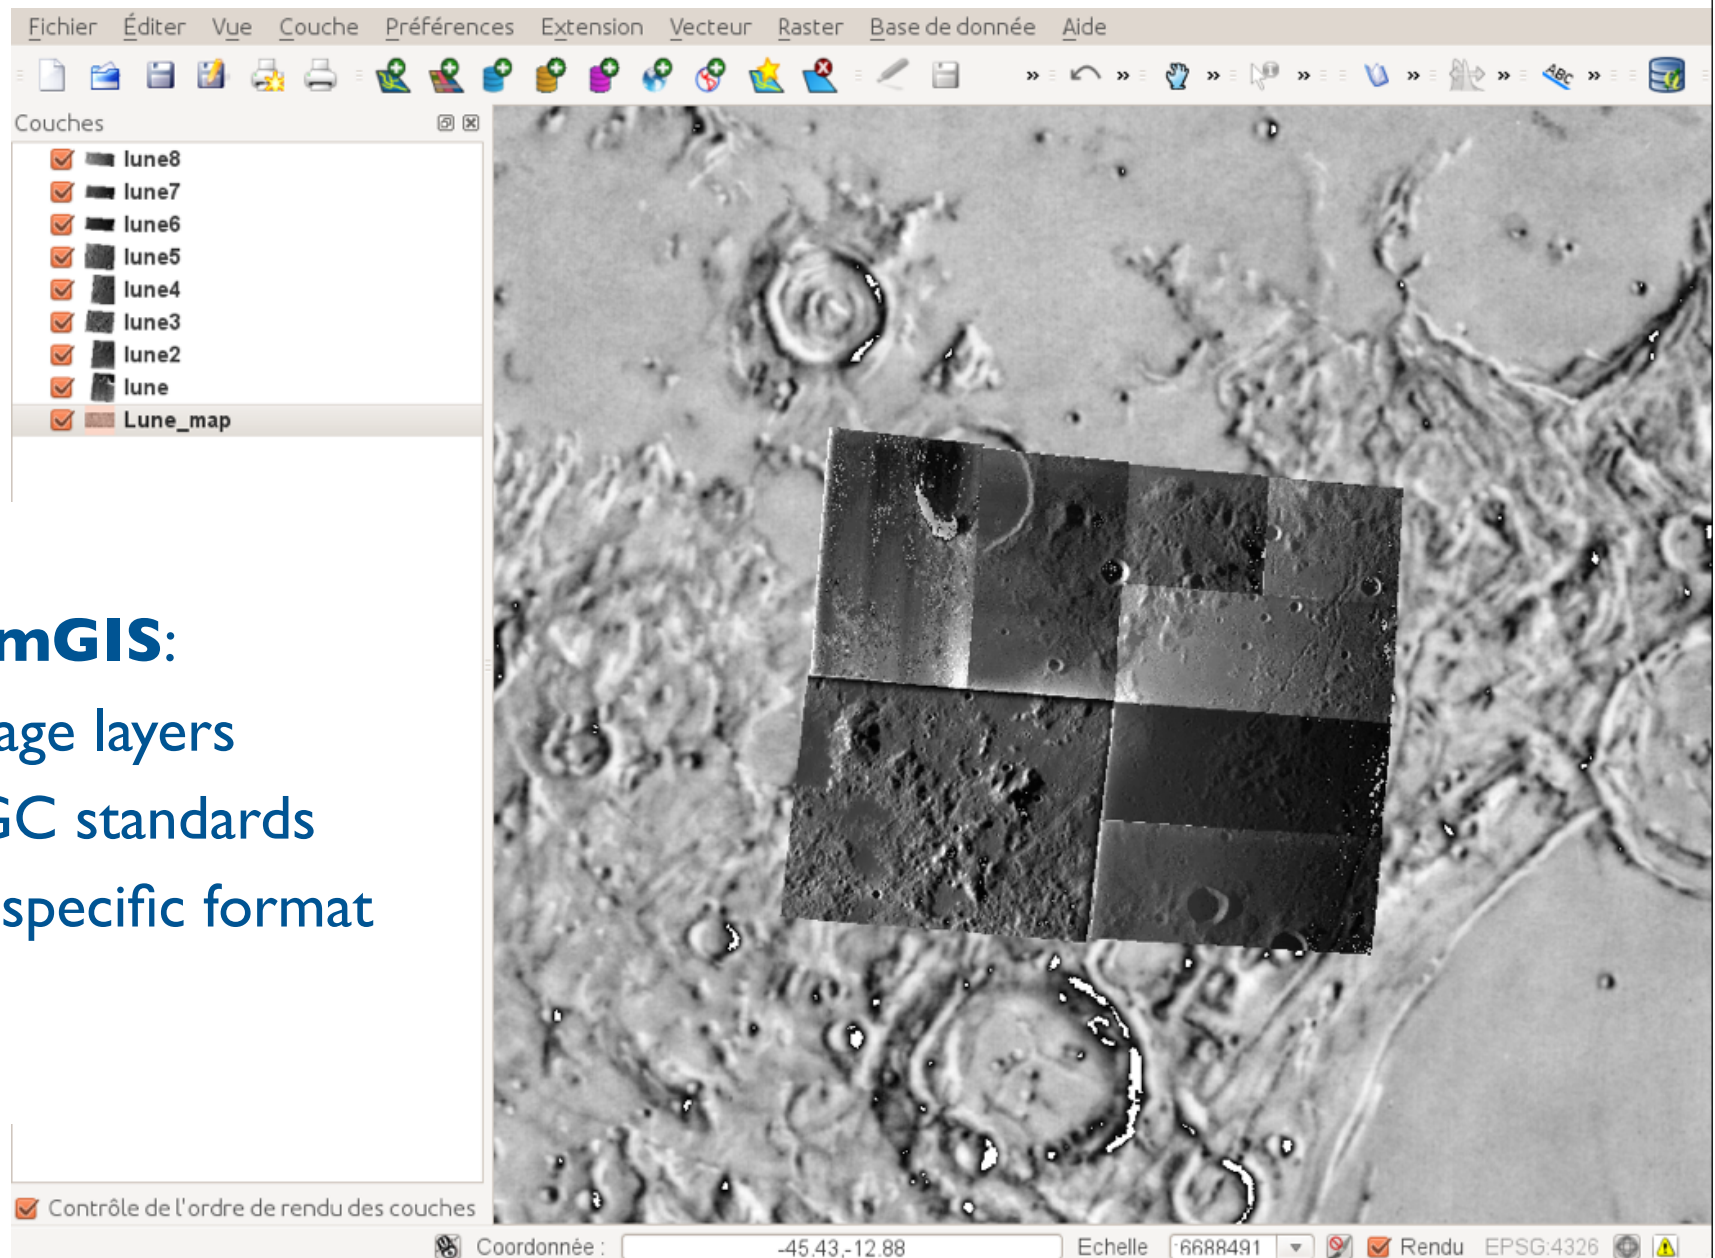 Fichier Éditer Vue Couche Préférences Extension Vecteur Raster Base de donnée Aide
ABC
Couches
lune8
lune7
lune6
lune5
lune4
lune3
lune2
lune
Lune_map
mGIS:
age layers
GC standards
specific format
Contrôle de l'ordre de rendu des couches
Coordonnée : -45.43,-12.88 Echelle :6688491 Rendu EPSG:4326